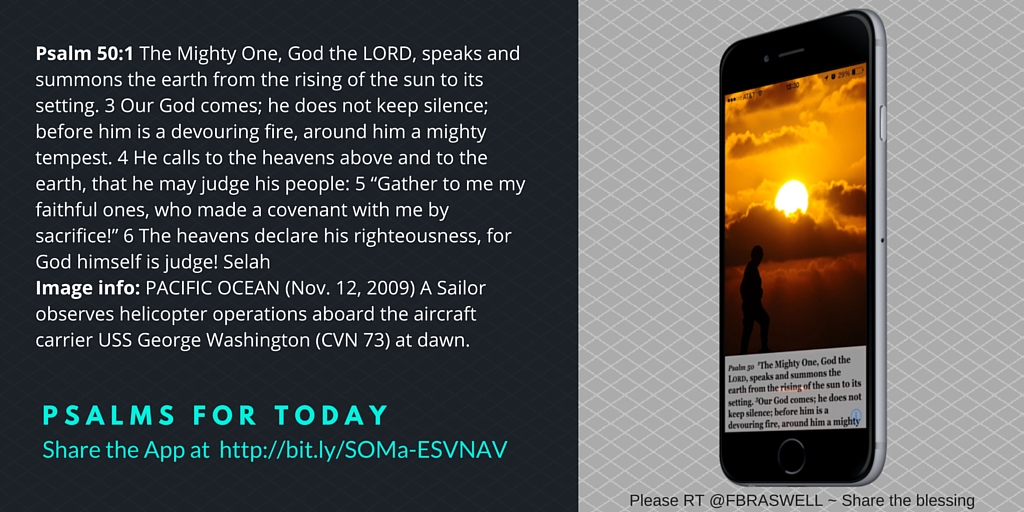 Psalm 50:1 The Mighty One, God the LORD, speaks and
summons the earth from the rising of the sun to its
setting. 3 Our God comes; he does not keep silence;
before him is a devouring fire, around him a mighty
tempest. 4 He calls to the heavens above and to the
earth, that he may judge his people: 5 “Gather to me my
faithful ones, who made a covenant with me by
sacrifice!” 6 The heavens declare his righteousness, for
God himself is judge! Selah
Image info: PACIFIC OCEAN (Nov. 12, 2009) A Sailor
observes helicopter operations aboard the aircraft
carrier USS George Washington (CVN 73) at dawn.
PSALMS FOR TODAY
Share the App at http://bit.ly/SOMa-ESVNAV
AT&T 29%
Psalm 50 ¹The Mighty One, God the
LORD, speaks and summons the
earth from the rising of the sun to its
setting. ³Our God comes; he does not
keep silence; before him is a
devouring fire, around him a mighty
Please RT @FBRASWELL ~ Share the blessing